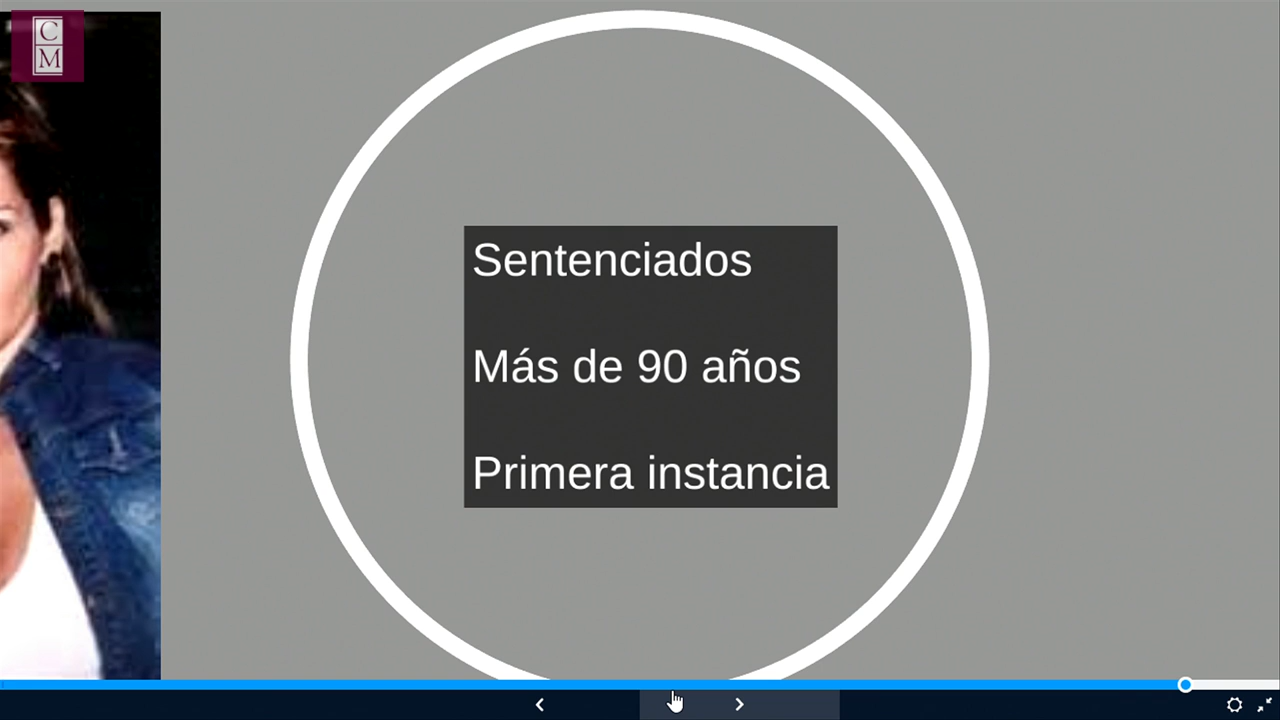 C
M
Sentenciados
Más de 90 años
Primera instancia